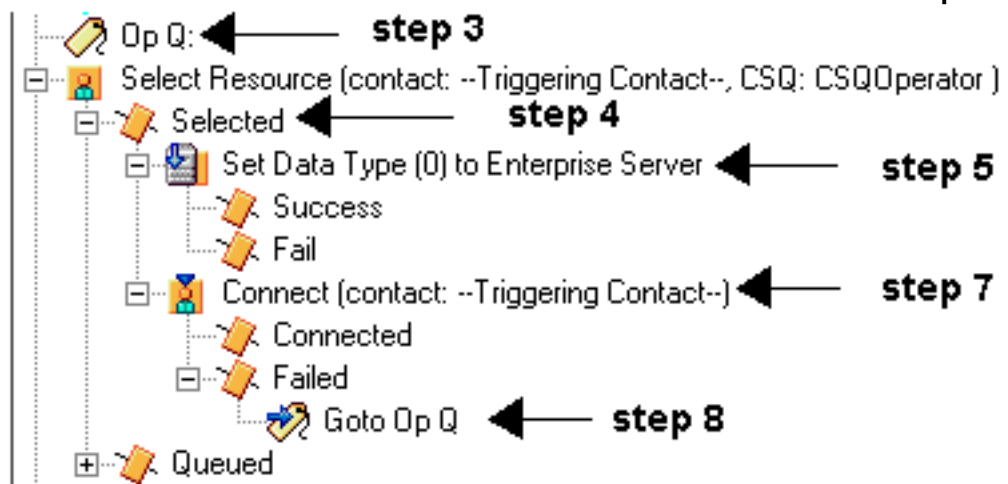 Op Q: step 3
Select Resource (contact: --Triggering Contact--, CSQ: CSQOperator )
Selected step 4
Set Data Type (0) to Enterprise Server step 5
Success
Fail
Connect (contact: --Triggering Contact--) step 7
Connected
Failed
Goto Op Q step 8
Queued